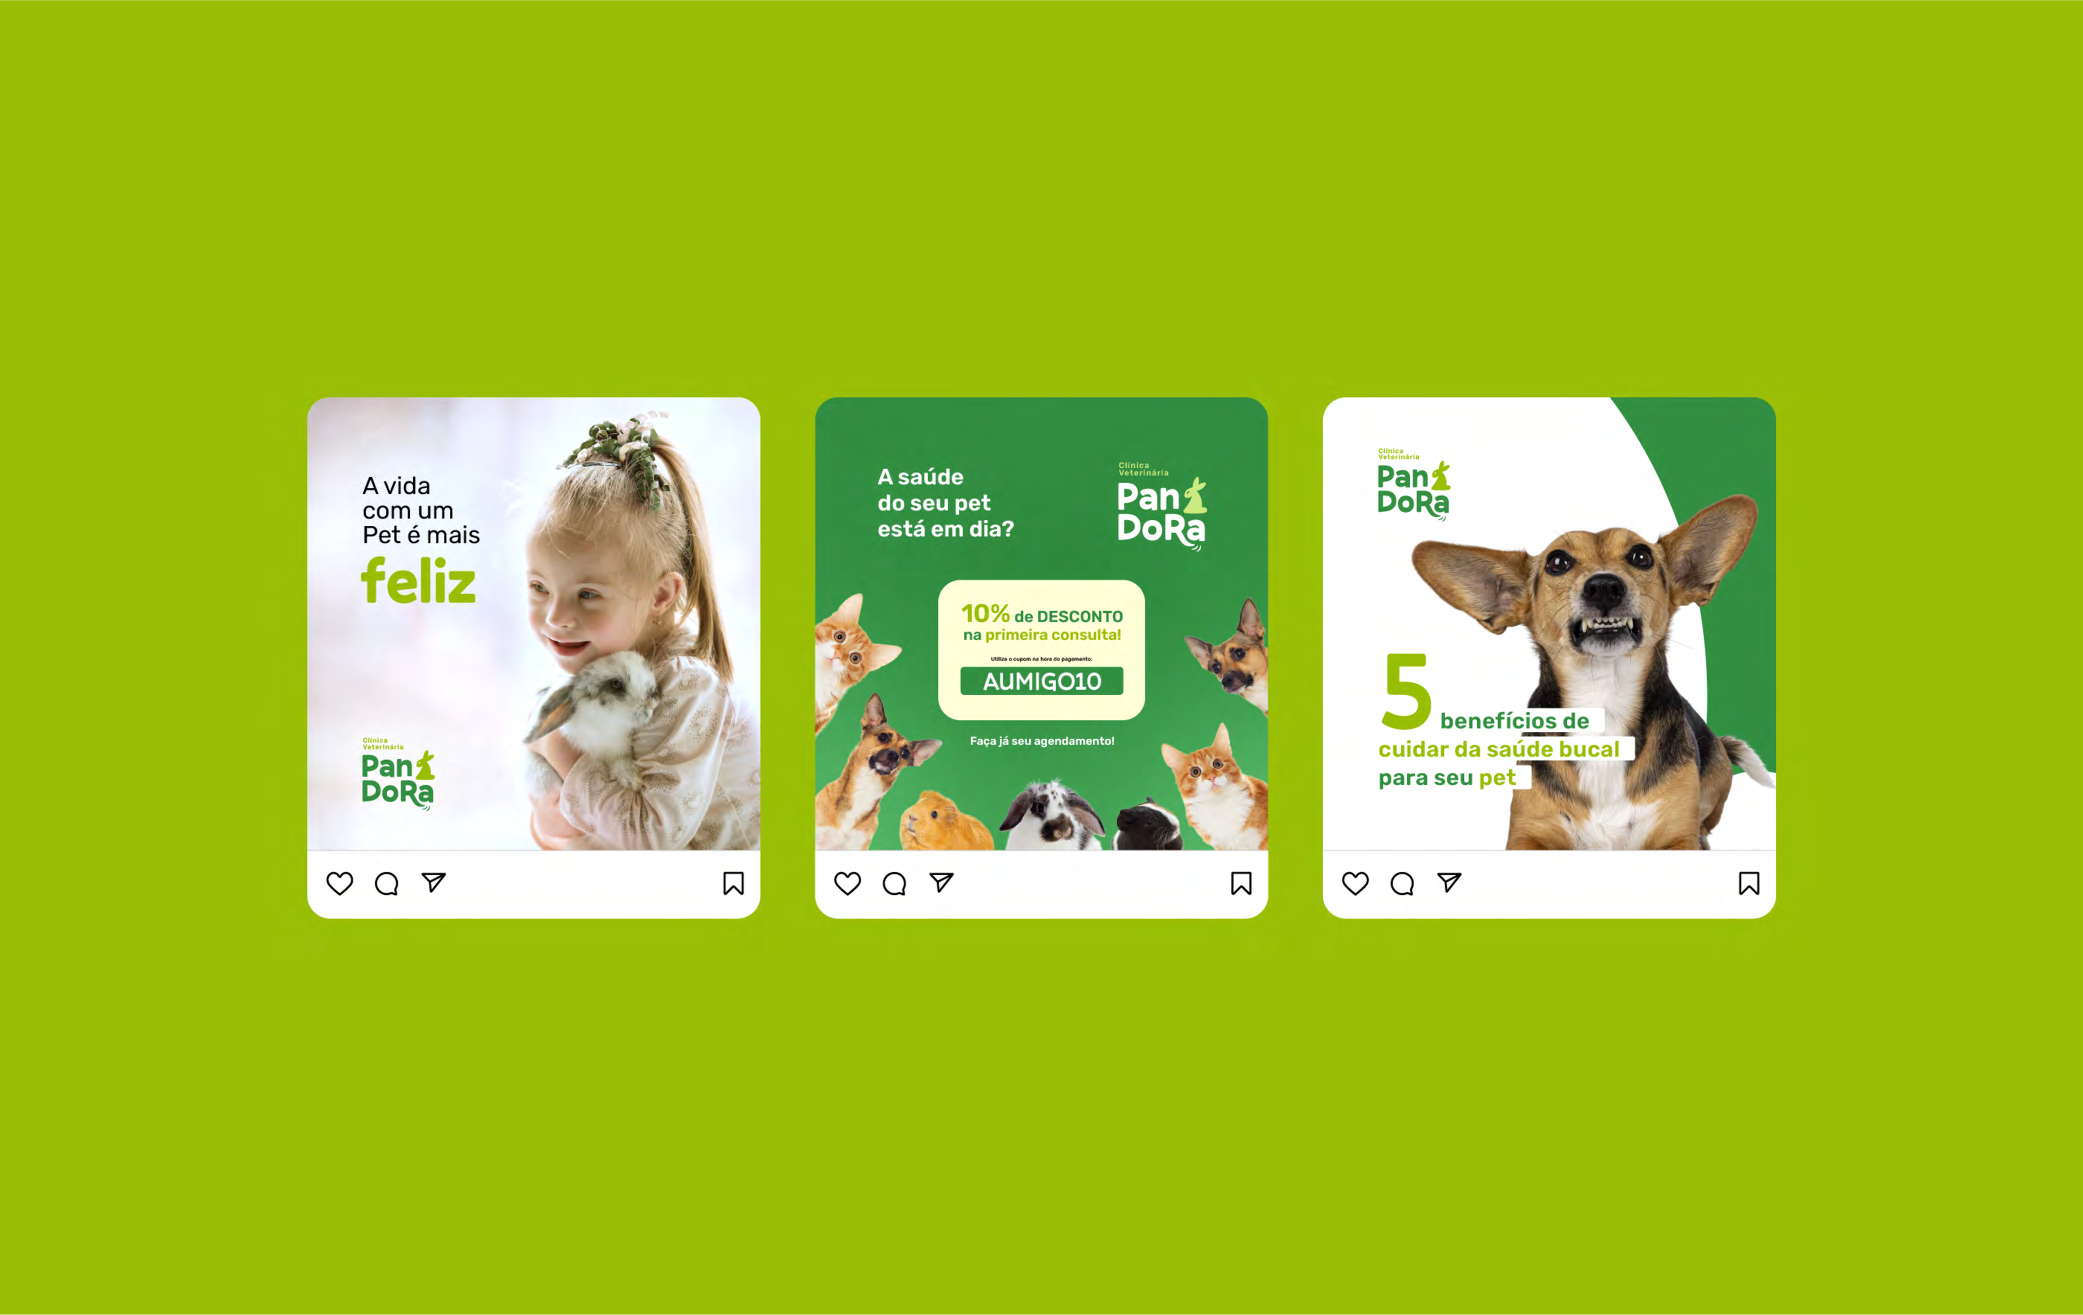 A vida
com um
Pet é mais
feliz
Clínica
Veterinária
Pan
DoRa
A saúde
do seu pet
está em dia?
Clínica
Veterinária
Pan
DoRa
10% de DESCONTO
na primeira consulta!
Utilize o cupom na hora do pagamento:
AUMIGO10
Faça já seu agendamento!
Clínica
Veterinária
Pan
DoRa
5 benefícios de
cuidar da saúde bucal
para seu pet